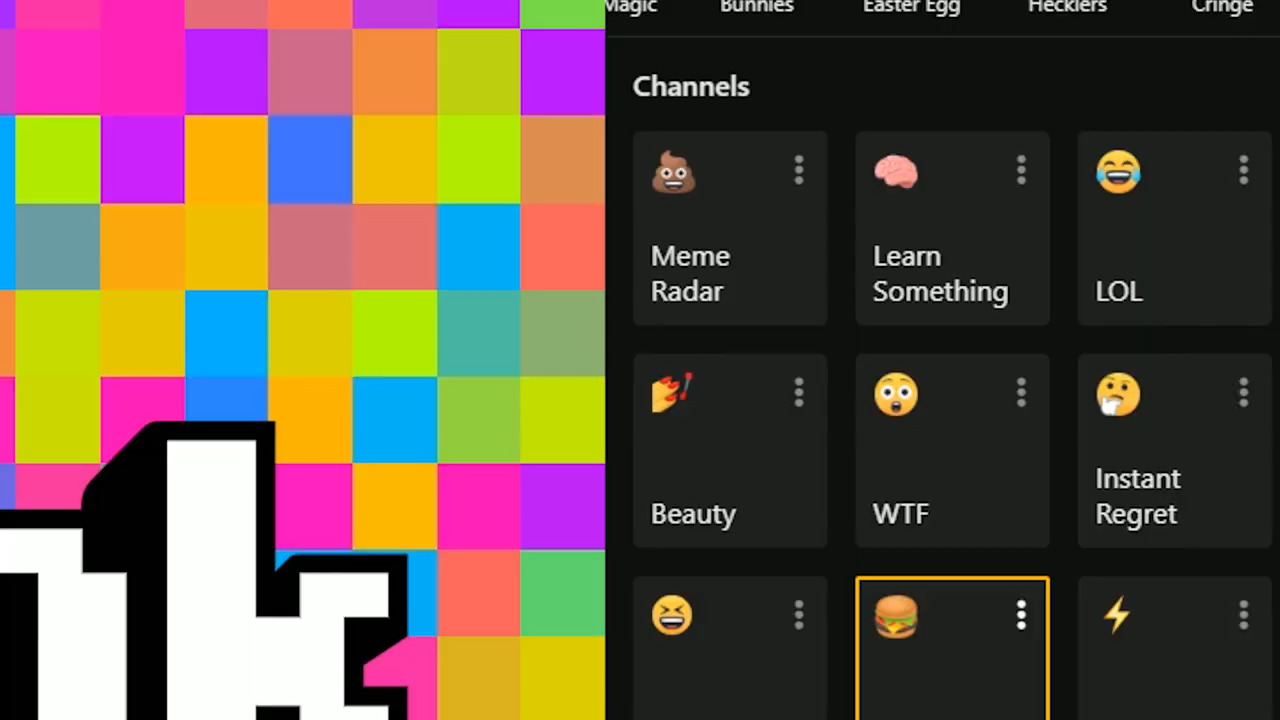 Magic Bunnies Easter Egg Hecklers Cringe
Channels
Meme
Radar
Learn
Something
LOL
Beauty
WTF
Instant
Regret